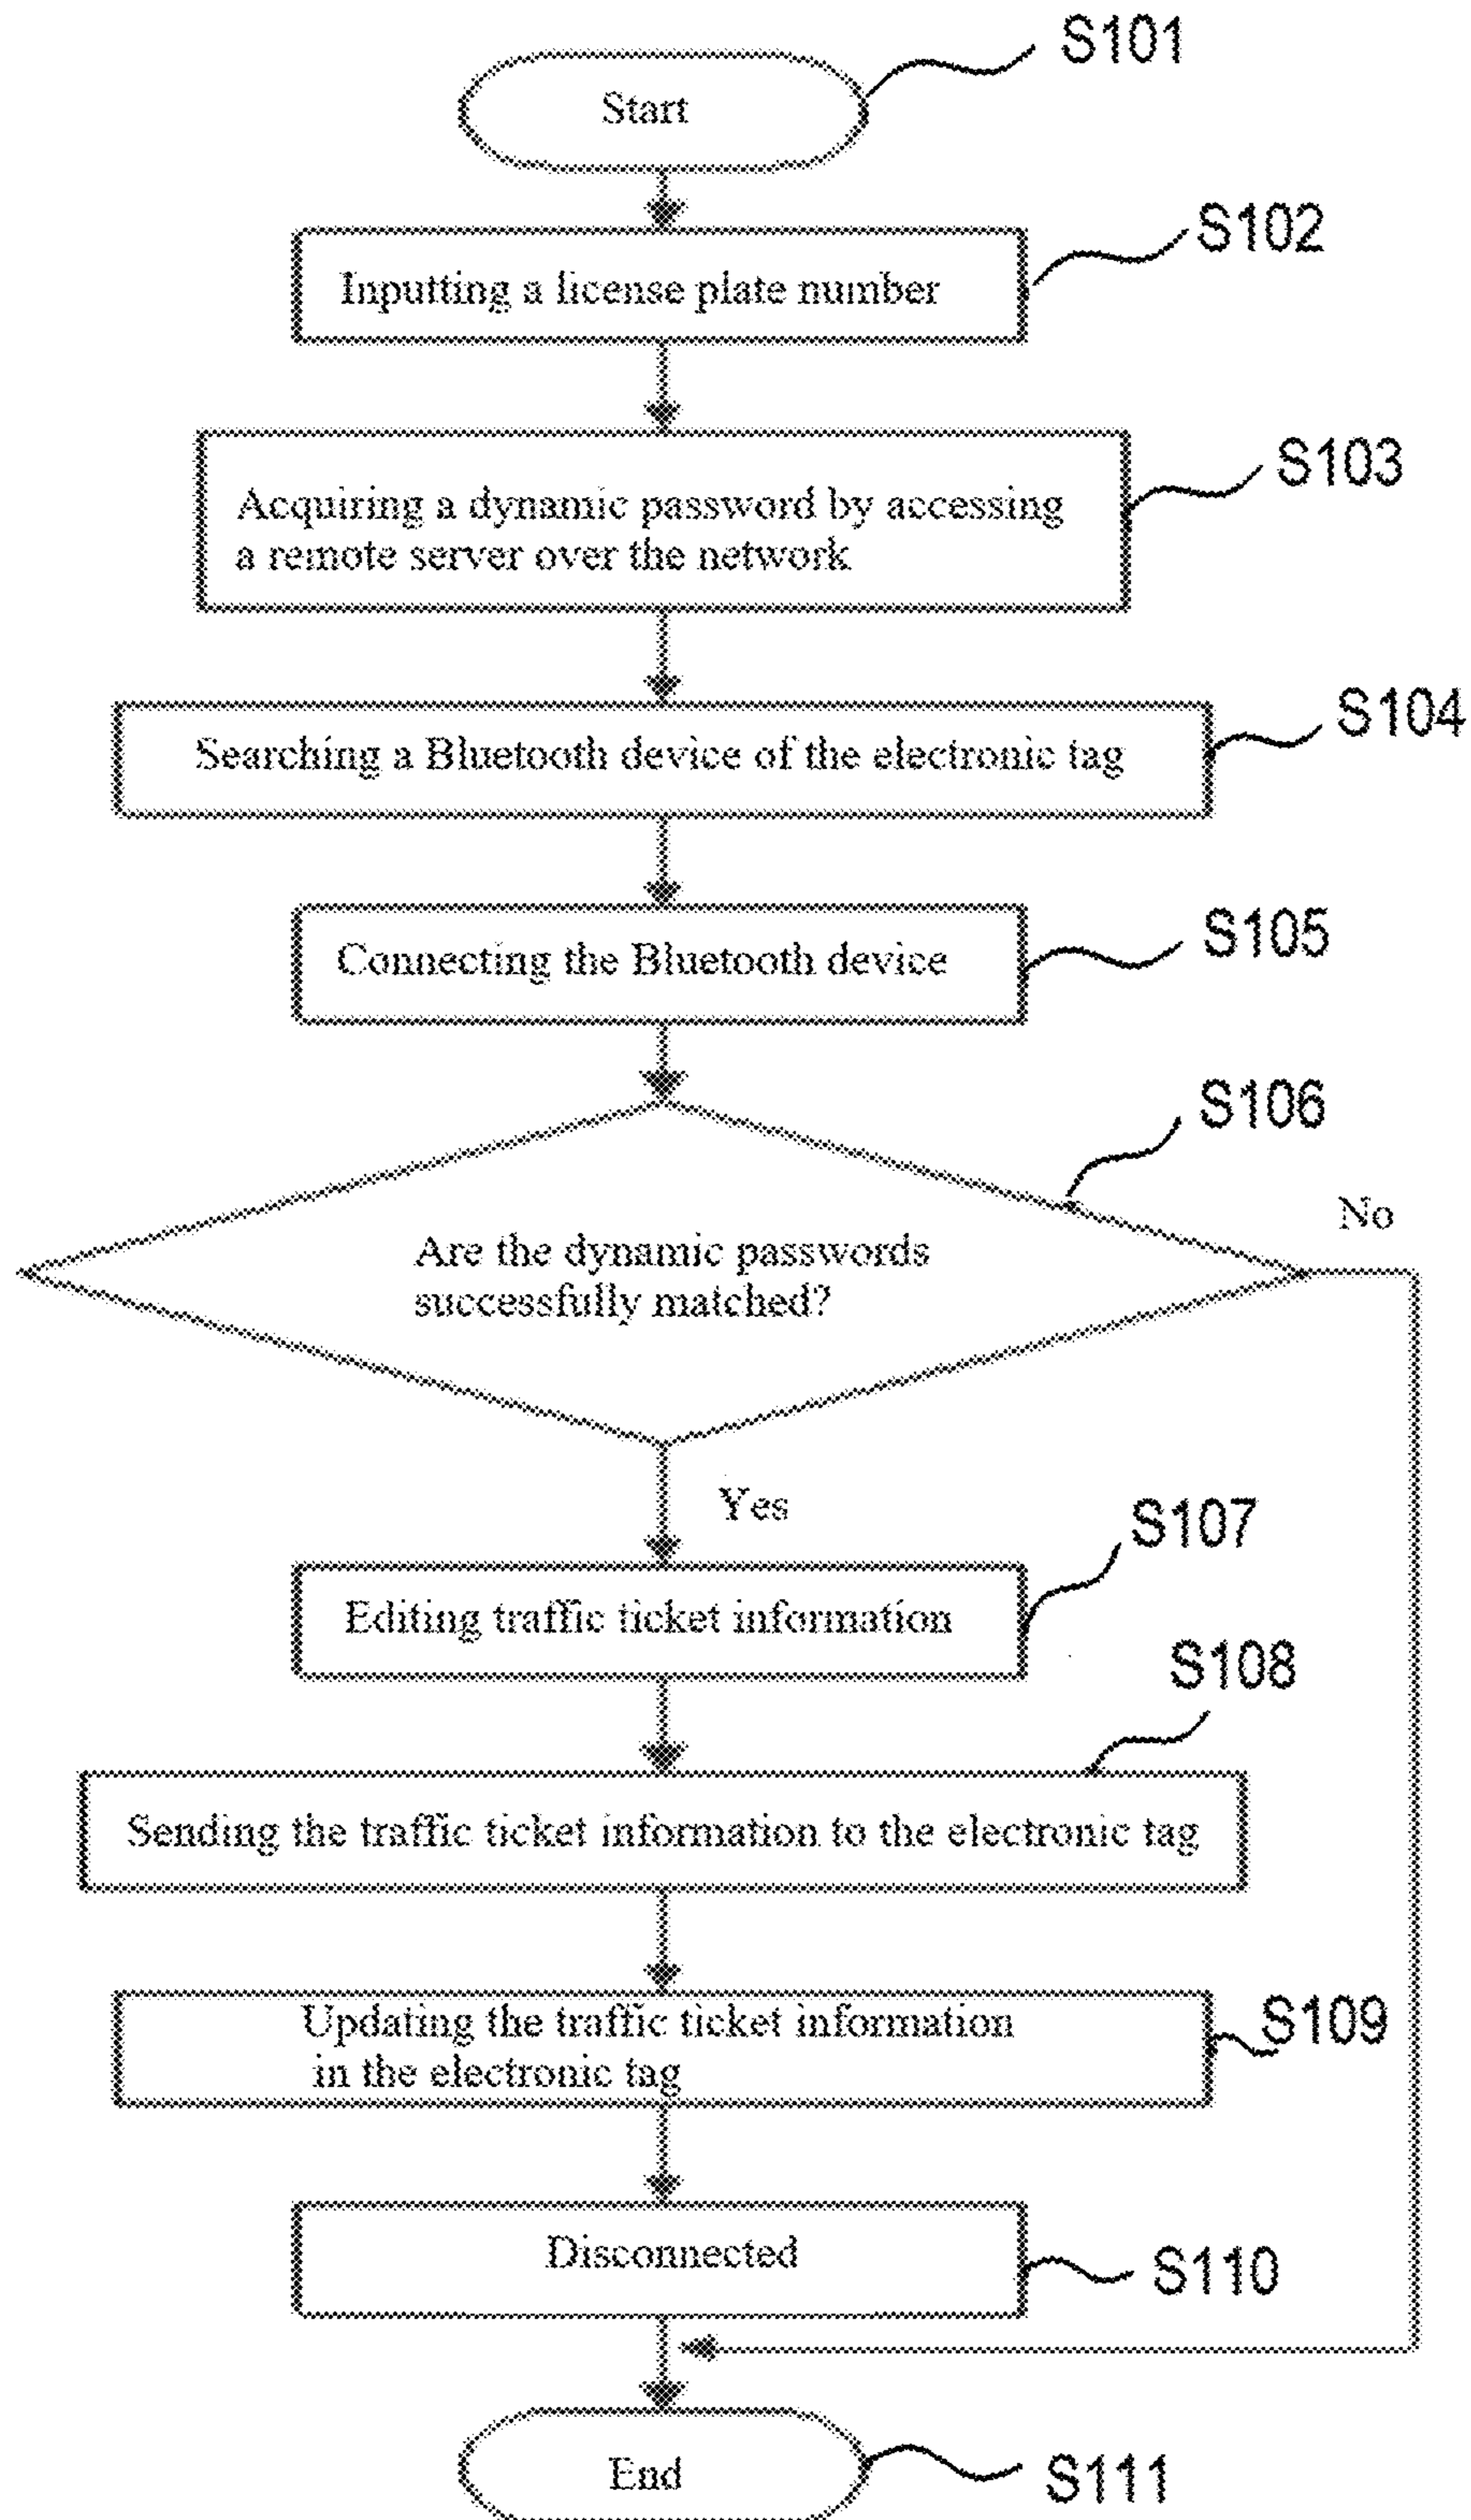 S101
Start
S102
Inputting a license plate number
S103
Acquiring a dynamic password by accessing
a remote server over the network
S104
Searching a Bluetooth device of the electronic tag
S105
Connecting the Bluetooth device
S106
No
Are the dynamic passwords
successfully matched?
Yes
S107
Editing traffic ticket information
S108
Sending the traffic ticket information to the electronic tag
S109
Updating the traffic ticket information
in the electronic tag
Disconnected
S110
End
S111